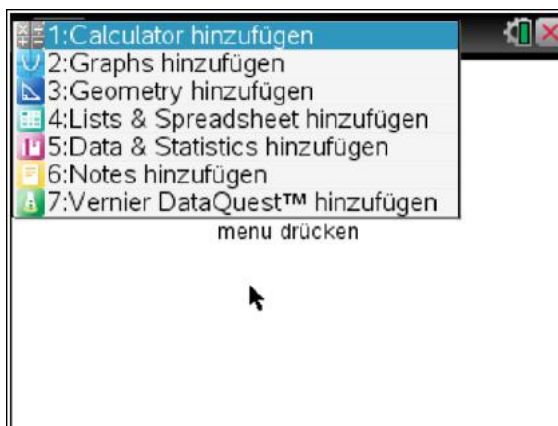 1:Calculator hinzufügen
2:Graphs hinzufügen
3:Geometry hinzufügen
4:Lists & Spreadsheet hinzufügen
5:Data & Statistics hinzufügen
6:Notes hinzufügen
7:Vernier DataQuest™ hinzufügen
menu drücken